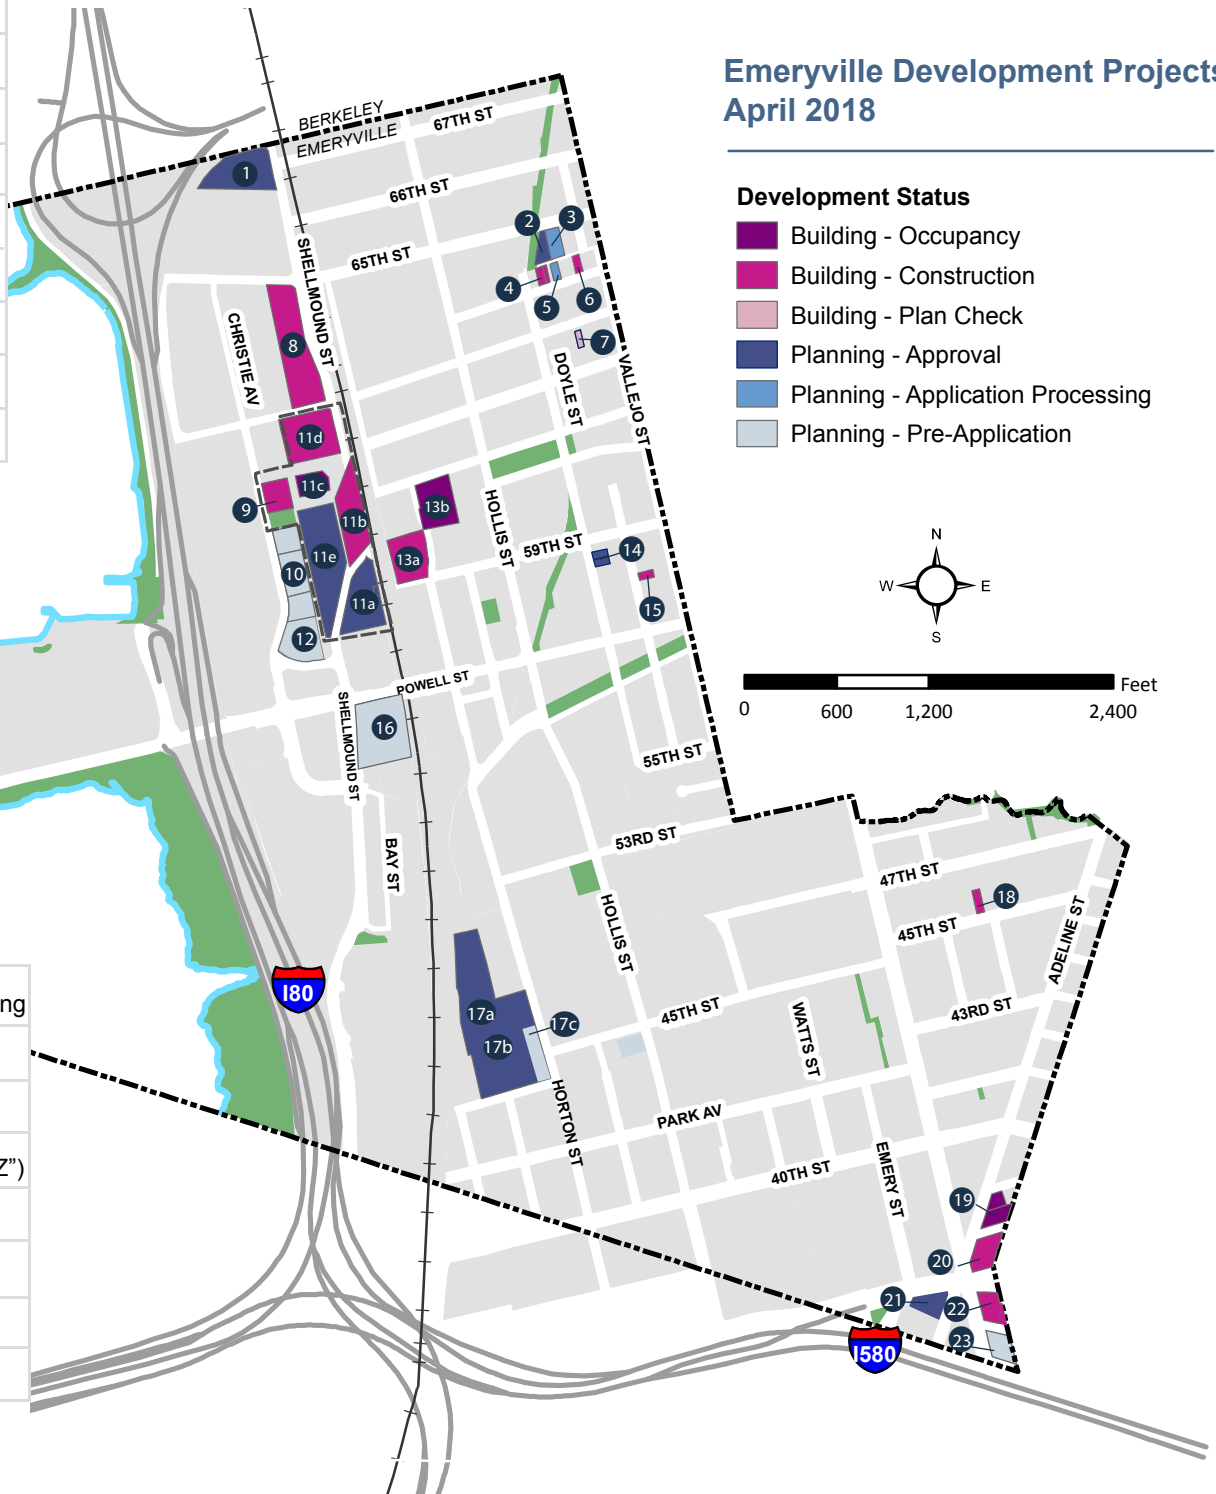 Emeryville Development Projects
April 2018
Development Status
Building - Occupancy
Building - Construction
Building - Plan Check
Planning - Approval
Planning - Application Processing
Planning - Pre-Application
N
W
E
S
Feet
0
600
1,200
2,400
BERKELEY
EMERYVILLE
67TH ST
66TH ST
65TH ST
SHELLMOUND ST
CHRISTIE AV
DOYLE ST
VALLEJO ST
HOLLIS ST
59TH ST
POWELL ST
SHELLMOUND ST
BAY ST
55TH ST
53RD ST
47TH ST
45TH ST
ADELINE ST
43RD ST
HOLLIS ST
45TH ST
WATTS ST
PARK AV
HORTON ST
40TH ST
EMERY ST
I80
I580
1
2
3
4
5
6
7
8
9
10
11a
11b
11c
11d
11e
12
13a
13b
14
15
16
17a
17b
17c
18
19
20
21
22
23
ng
Z”)